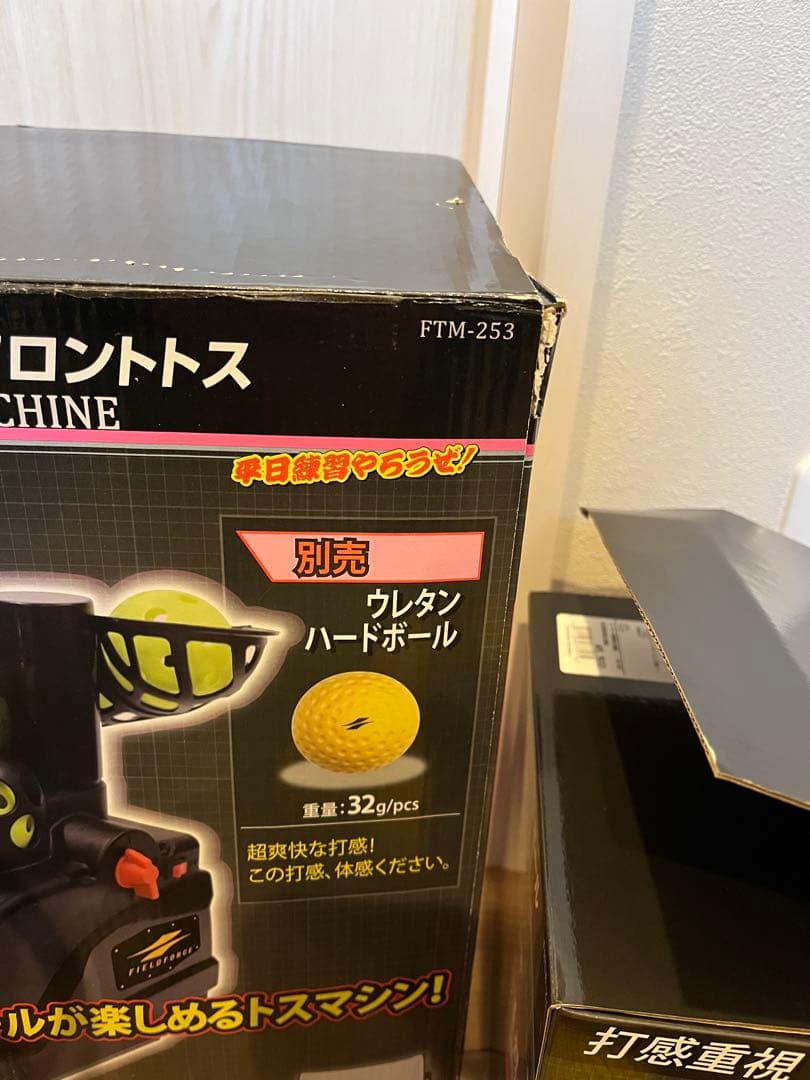 FTM-253
フロントトス
CHINE
平日練習やろうぜ!
別売
ウレタン
ハードボール
重量:32g/pcs
超爽快な打感!
この打感、体感ください。
FIELDFORCE
ルが楽しめるトスマシン!
打感重視